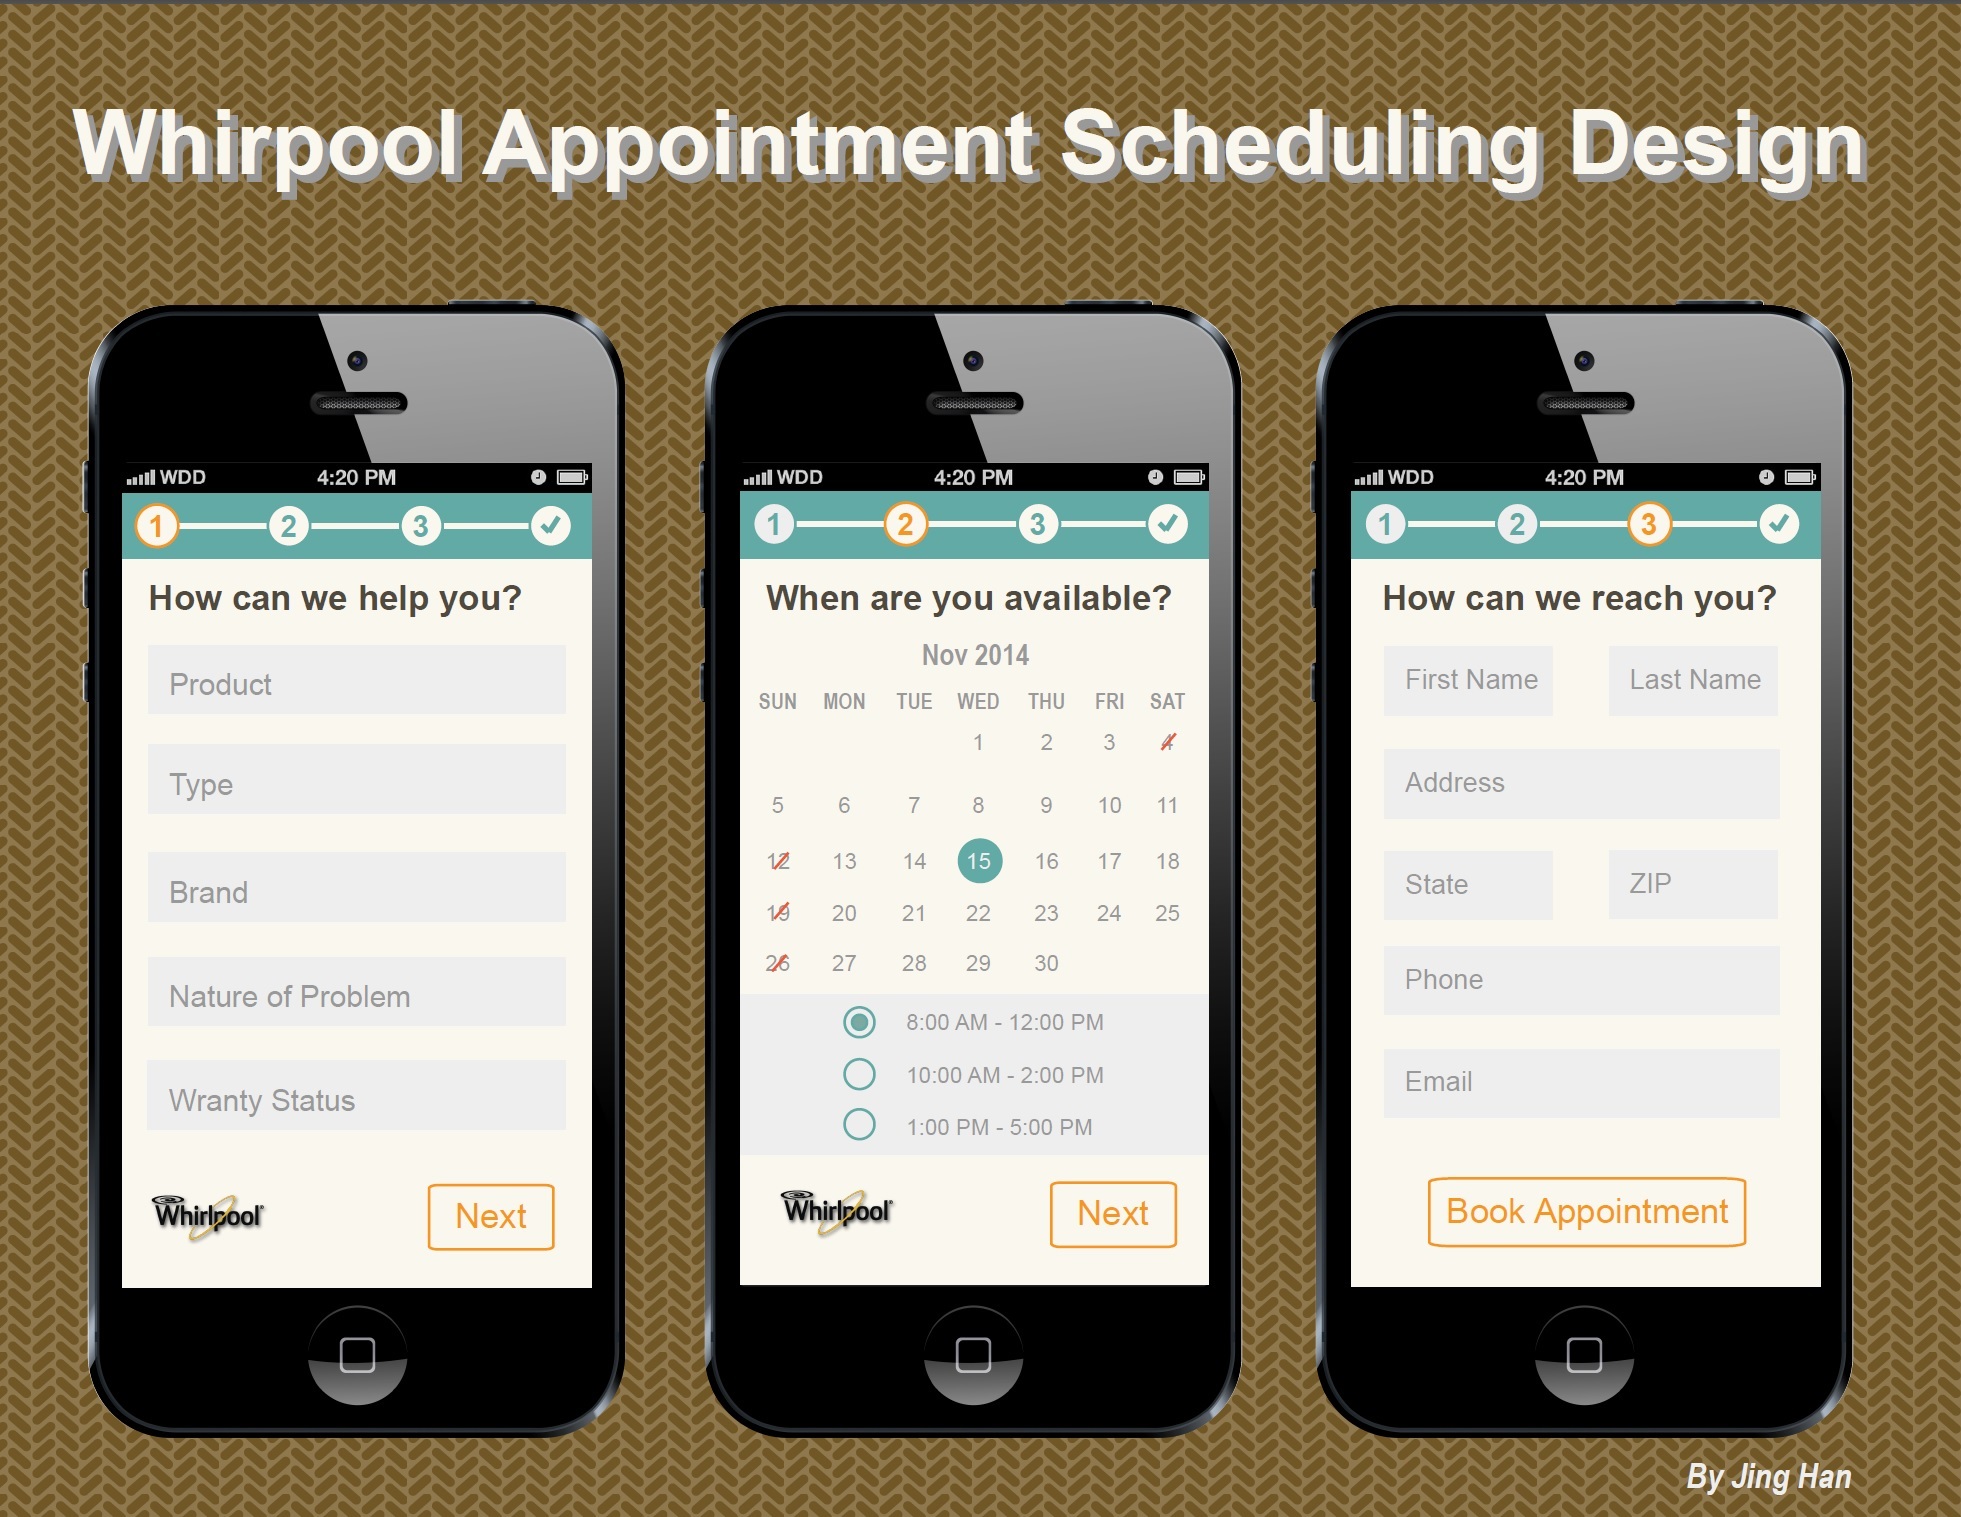 Whirpool Appointment Scheduling Design
WDD 4:20 PM
1 2 3
How can we help you?
Product
Type
Brand
Nature of Problem
Wranty Status
Whirlpool
Next
WDD 4:20 PM
1 2 3
When are you available?
Nov 2014
SUN MON TUE WED THU FRI SAT
1 2 3 4
5 6 7 8 9 10 11
12 13 14 15 16 17 18
19 20 21 22 23 24 25
26 27 28 29 30
8:00 AM - 12:00 PM
10:00 AM - 2:00 PM
1:00 PM - 5:00 PM
Whirlpool
Next
WDD 4:20 PM
1 2 3
How can we reach you?
First Name Last Name
Address
State ZIP
Phone
Email
Book Appointment
By Jing Han